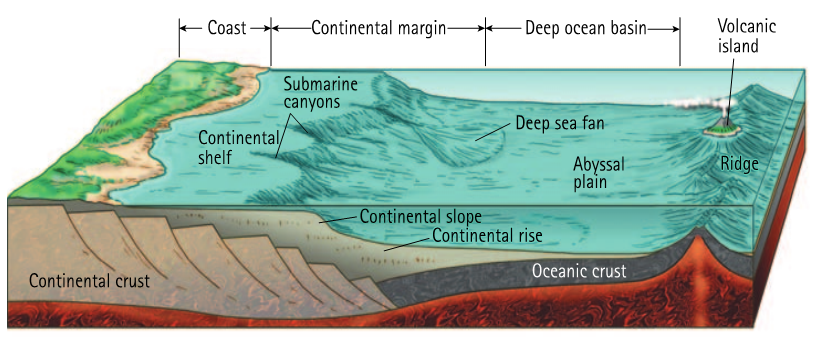 Coast
Continental margin
Deep ocean basin
Volcanic
island
Submarine
canyons
Continental
shelf
Deep sea fan
Abyssal
plain
Ridge
Continental slope
Continental rise
Continental crust
Oceanic crust